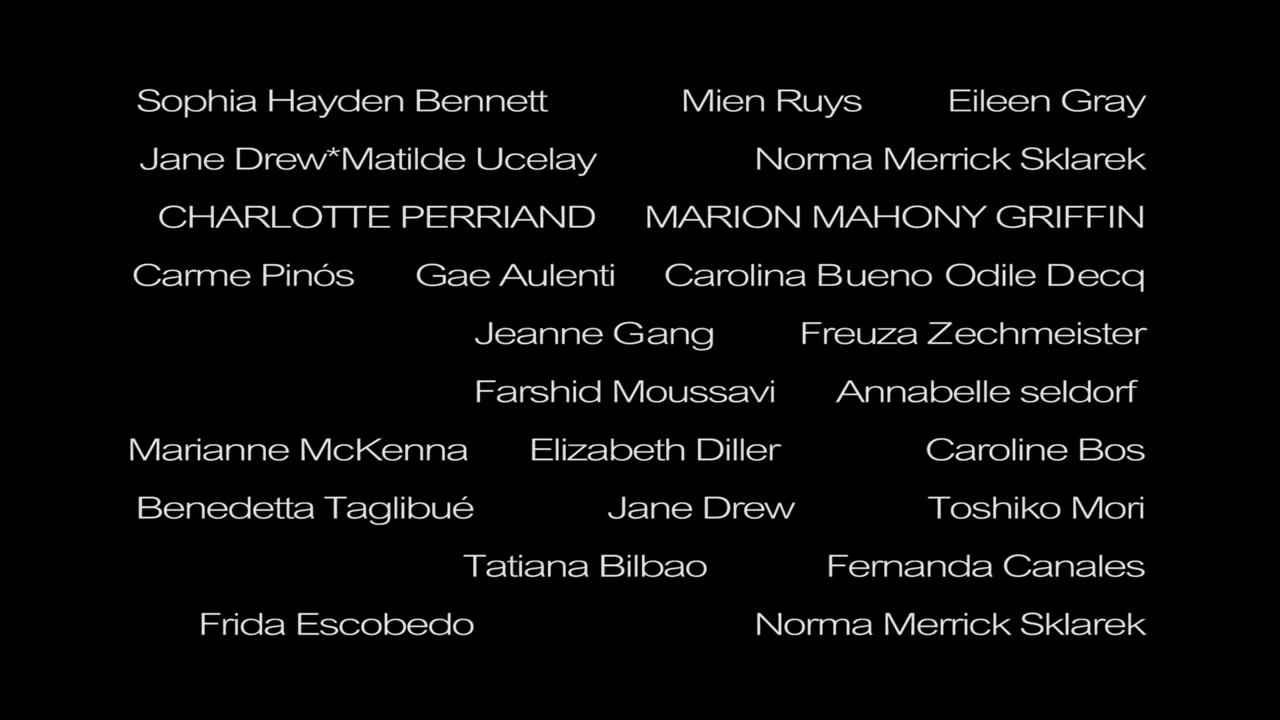 Sophia Hayden Bennett Mien Ruys Eileen Gray
Jane Drew*Matilde Ucelay Norma Merrick Sklarek
CHARLOTTE PERRIAND MARION MAHONY GRIFFIN
Carme Pinós Gae Aulenti Carolina Bueno Odile Decq
Jeanne Gang Freuza Zechmeister
Farshid Moussavi Annabelle seldorf
Marianne McKenna Elizabeth Diller Caroline Bos
Benedetta Taglibué Jane Drew Toshiko Mori
Tatiana Bilbao Fernanda Canales
Frida Escobedo Norma Merrick Sklarek